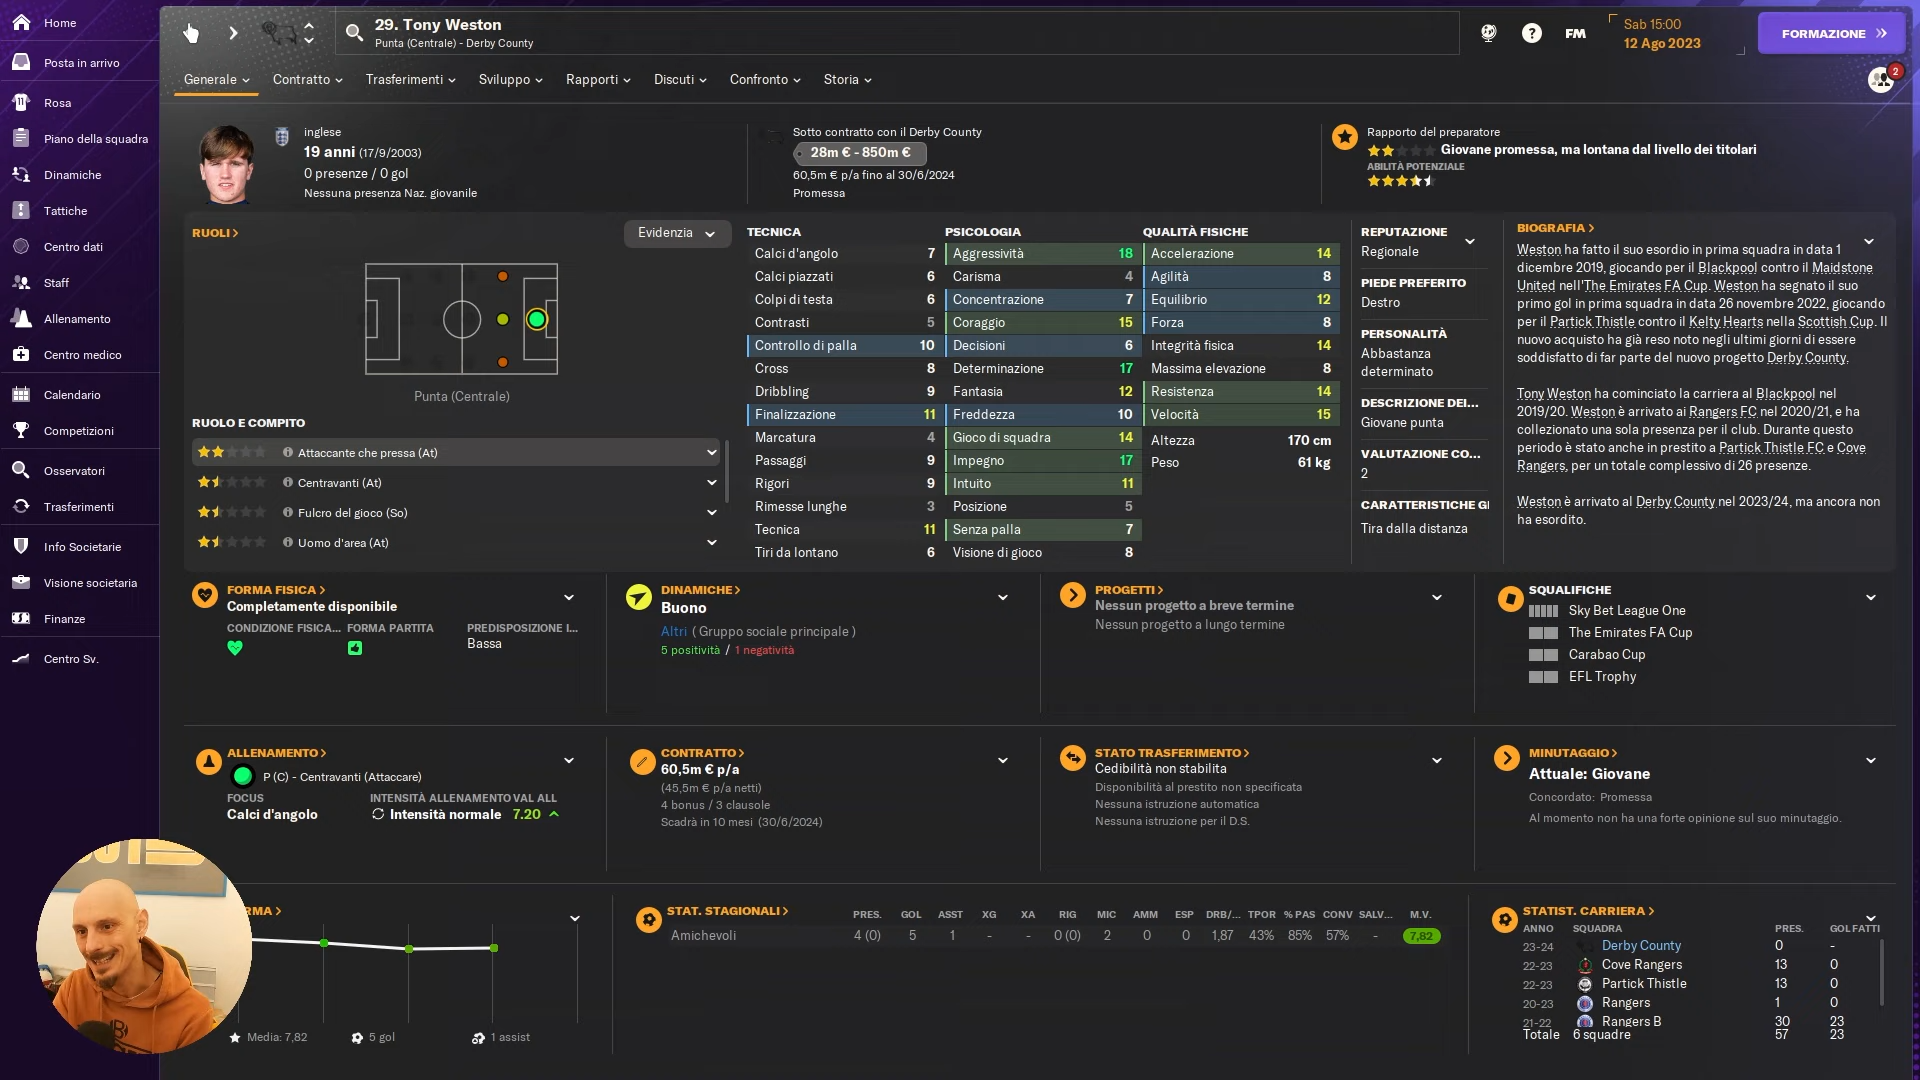 Home
Posta in arrivo
Rosa
Piano della squadra
Dinamiche
Tattiche
Centro dati
Staff
Allenamento
Centro medico
Calendario
Competizioni
Osservatori
Trasferimenti
Info Societarie
Visione societaria
Finanze
Centro Sv.
29. Tony Weston
Punta (Centrale) - Derby County
FM
Sab 15:00
12 Ago 2023
FORMAZIONE
2
Generale
Contratto
Trasferimenti
Sviluppo
Rapporti
Discuti
Confronto
Storia
inglese
19 anni (17/9/2003)
0 presenze / 0 gol
Nessuna presenza Naz. giovanile
Sotto contratto con il Derby County
28m € - 850m €
60,5m € p/a fino al 30/6/2024
Promessa
Rapporto del preparatore
Giovane promessa, ma lontana dal livello dei titolari
ABILITÀ POTENZIALE
RUOLI >
Evidenzia
Punta (Centrale)
RUOLO E COMPITO
Attaccante che pressa (At)
Centravanti (At)
Fulcro del gioco (So)
Uomo d'area (At)
TECNICA
Calci d'angolo 7
Calci piazzati 6
Colpi di testa 6
Contrasti 5
Controllo di palla 10
Cross 8
Dribbling 9
Finalizzazione 11
Marcatura 4
Passaggi 9
Rigori 9
Rimesse lunghe 3
Tecnica 11
Tiri da lontano 6
PSICOLOGIA
Aggressività 18
Carisma 4
Concentrazione 7
Coraggio 15
Decisioni 6
Determinazione 17
Fantasia 12
Freddezza 10
Gioco di squadra 14
Impegno 17
Intuito 11
Posizione 5
Senza palla 7
Visione di gioco 8
QUALITÀ FISICHE
Accelerazione 14
Agilità 8
Equilibrio 12
Forza 8
Integrità fisica 14
Massima elevazione 8
Resistenza 14
Velocità 15
Altezza 170 cm
Peso 61 kg
REPUTAZIONE
Regionale
PIEDE PREFERITO
Destro
PERSONALITÀ
Abbastanza
determinato
DESCRIZIONE DEI...
Giovane punta
VALUTAZIONE CO...
2
CARATTERISTICHE GI
Tira dalla distanza
BIOGRAFIA >
Weston ha fatto il suo esordio in prima squadra in data 1
dicembre 2019, giocando per il Blackpool contro il Maidstone
United nell'The Emirates FA Cup. Weston ha segnato il suo
primo gol in prima squadra in data 26 novembre 2022, giocando
per il Partick Thistle contro il Kelty Hearts nella Scottish Cup. Il
nuovo acquisto ha già reso noto negli ultimi giorni di essere
soddisfatto di far parte del nuovo progetto Derby County.
Tony Weston ha cominciato la carriera al Blackpool nel
2019/20. Weston è arrivato ai Rangers FC nel 2020/21, e ha
collezionato una sola presenza per il club. Durante questo
periodo è stato anche in prestito a Partick Thistle FC e Cove
Rangers, per un totale complessivo di 26 presenze.
Weston è arrivato al Derby County nel 2023/24, ma ancora non
ha esordito.
FORMA FISICA >
Completamente disponibile
CONDIZIONE FISICA... FORMA PARTITA PREDISPOSIZIONE I...
Bassa
DINAMICHE >
Buono
Altri ( Gruppo sociale principale )
5 positività / 1 negatività
PROGETTI >
Nessun progetto a breve termine
Nessun progetto a lungo termine
SQUALIFICHE
Sky Bet League One
The Emirates FA Cup
Carabao Cup
EFL Trophy
ALLENAMENTO >
P (C) - Centravanti (Attaccare)
FOCUS INTENSITÀ ALLENAMENTO VAL ALL
Calci d'angolo Intensità normale 7.20
CONTRATTO >
60,5m € p/a
(45,5m € p/a netti)
4 bonus / 3 clausole
Scadrà in 10 mesi (30/6/2024)
STATO TRASFERIMENTO >
Cedibilità non stabilita
Disponibilità al prestito non specificata
Nessuna istruzione automatica
Nessuna istruzione per il D.S.
MINUTAGGIO >
Attuale: Giovane
Concordato: Promessa
Al momento non ha una forte opinione sul suo minutaggio.
RMA >
Media: 7,82 5 gol 1 assist
STAT. STAGIONALI >
PRES. GOL ASST XG XA RIG MIC AMM ESP DRB/... TPOR % PAS CONV SALV... M.V.
Amichevoli 4 (0) 5 1 - - 0 (0) 2 0 0 1,87 43% 85% 57% - 7,82
STATIST. CARRIERA >
ANNO SQUADRA PRES. GOL FATTI
23-24 Derby County 0 -
22-23 Cove Rangers 13 0
22-23 Partick Thistle 13 0
20-23 Rangers 1 0
21-22 Rangers B 30 23
Totale 6 squadre 57 23